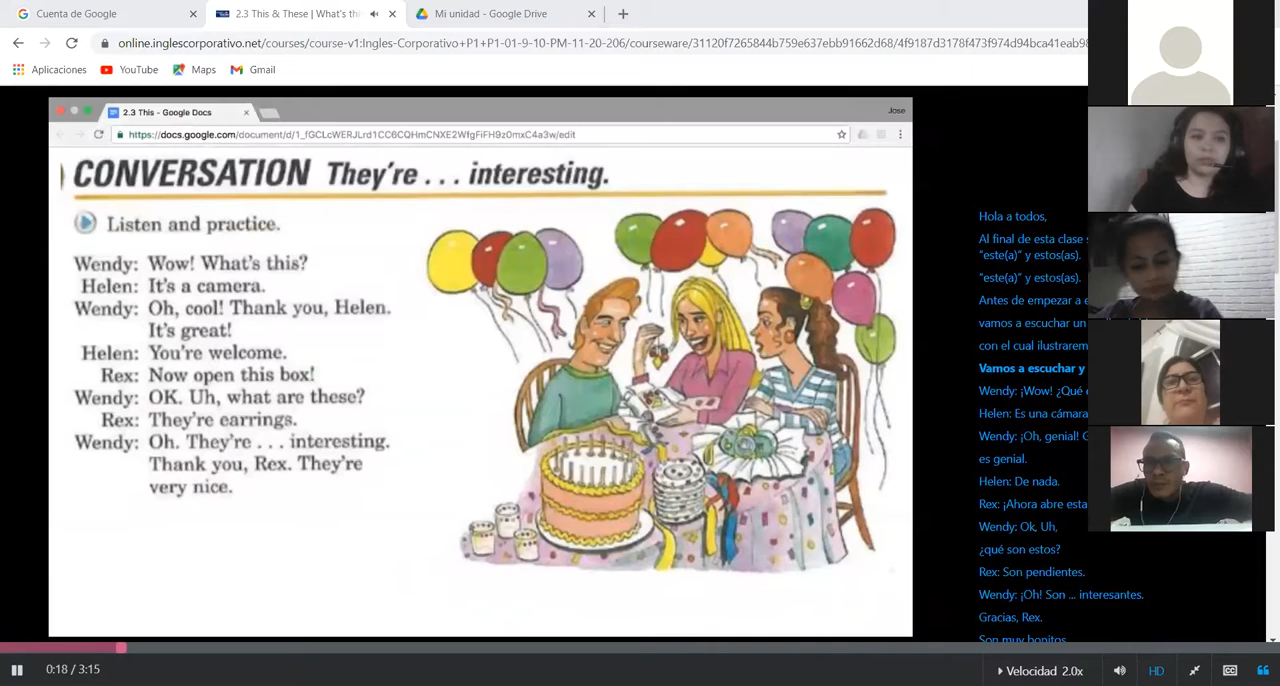 Cuenta de Google
2.3 This & These | What's thi
Mi unidad - Google Drive
online.inglescorporativo.net/courses/course-v1:Ingles-Corporativo+P1+P1-01-9-10-PM-11-20-206/courseware/31120f7265844b759e637ebb91662d68/4f9187d3178f473f974d94bca41eab98
Aplicaciones
YouTube
Maps
Gmail
2.3 This - Google Docs
Jose
CONVERSATION They're . . . interesting.
Listen and practice.
Wendy: Wow! What's this?
Helen: It's a camera.
Wendy: Oh, cool! Thank you, Helen.
It's great!
Helen: You're welcome.
Rex: Now open this box!
Wendy: OK. Uh, what are these?
Rex: They're earrings.
Wendy: Oh. They're . . . interesting.
Thank you, Rex. They're
very nice.
Hola a todos,
Al final de esta clase
"este(a)" y estos(as).
"este(a)" y estos(as).
Antes de empezar a
vamos a escuchar un
con el cual ilustrarem
Vamos a escuchar y
Wendy: ¡Wow! ¿Qué
Helen: Es una cámara
Wendy: ¡Oh, genial! G
es genial.
Helen: De nada.
Rex: ¡Ahora abre esta
Wendy: Ok, Uh,
¿qué son estos?
Rex: Son pendientes.
Wendy: ¡Oh! Son ... interesantes.
Gracias, Rex.
Son muy bonitos
0:18 / 3:15
Velocidad 2.0x
HD
CC